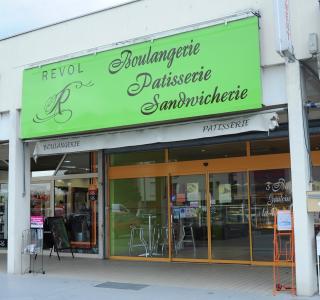 REVOL
R
Boulangerie
Patisserie
Sandwicherie
BOULANGERIE
PATISSERIE